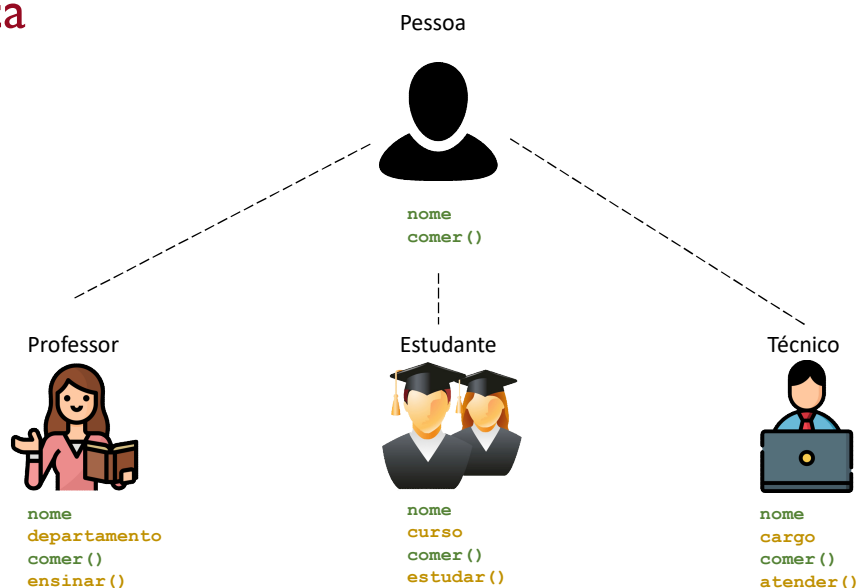 Pessoa
nome
comer()
Professor
nome
departamento
comer()
ensinar()
Estudante
nome
curso
comer()
estudar()
Técnico
nome
cargo
comer()
atender()